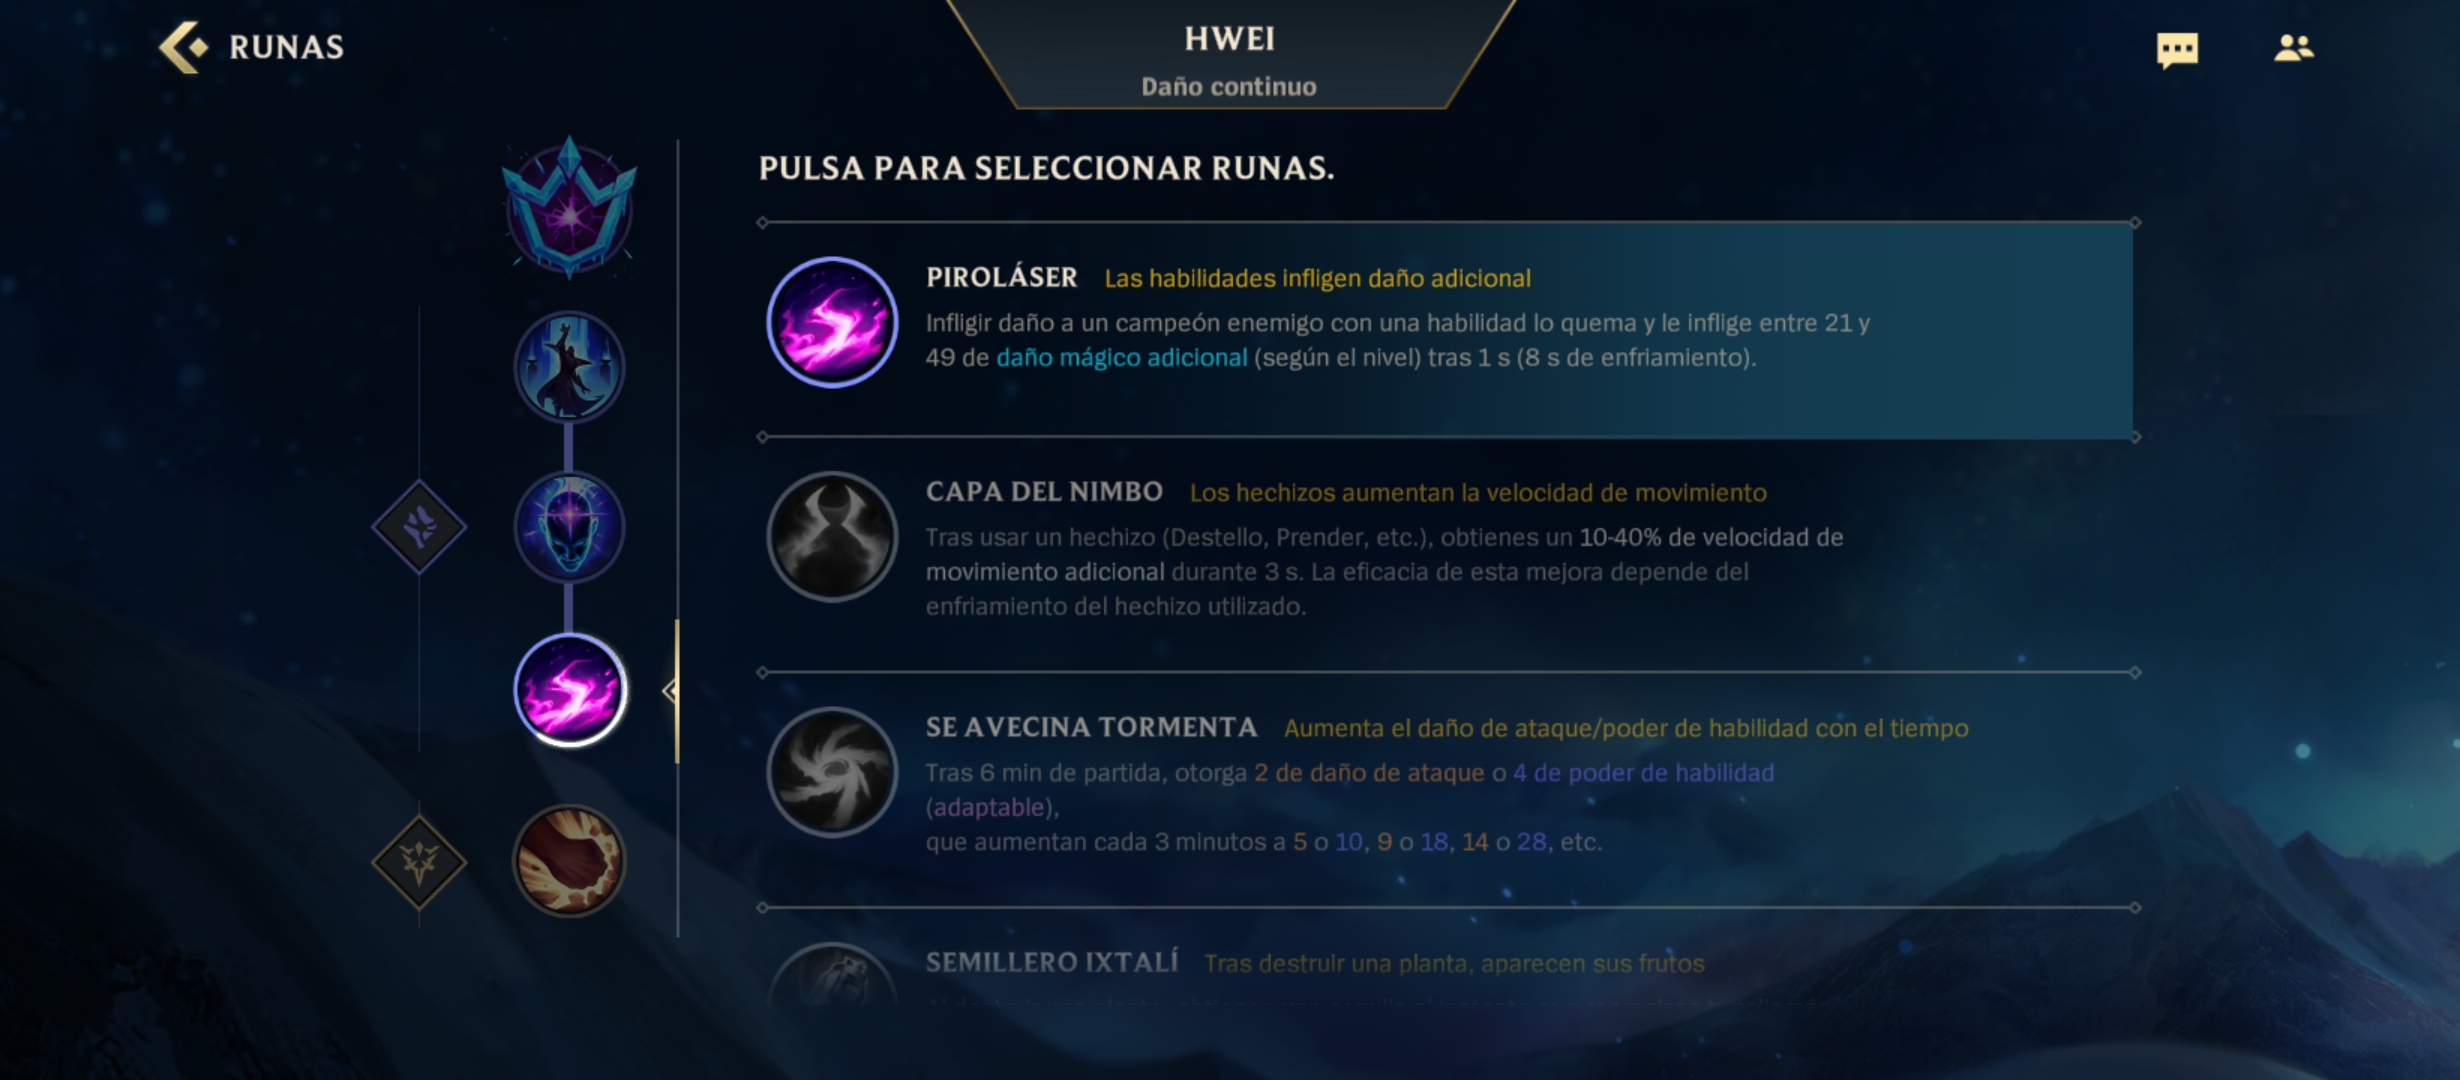 RUNAS
HWEI
Daño continuo
PULSA PARA SELECCIONAR RUNAS.
PIROLÁSER Las habilidades infligen daño adicional
Infligir daño a un campeón enemigo con una habilidad lo quema y le inflige entre 21 y
49 de daño mágico adicional (según el nivel) tras 1 s (8 s de enfriamiento).
CAPA DEL NIMBO Los hechizos aumentan la velocidad de movimiento
Tras usar un hechizo (Destello, Prender, etc.), obtienes un 10-40% de velocidad de
movimiento adicional durante 3 s. La eficacia de esta mejora depende del
enfriamiento del hechizo utilizado.
SE AVECINA TORMENTA Aumenta el daño de ataque/poder de habilidad con el tiempo
Tras 6 min de partida, otorga 2 de daño de ataque o 4 de poder de habilidad
(adaptable),
que aumentan cada 3 minutos a 5 o 10, 9 o 18, 14 o 28, etc.
SEMILLERO IXTALÍ Tras destruir una planta, aparecen sus frutos